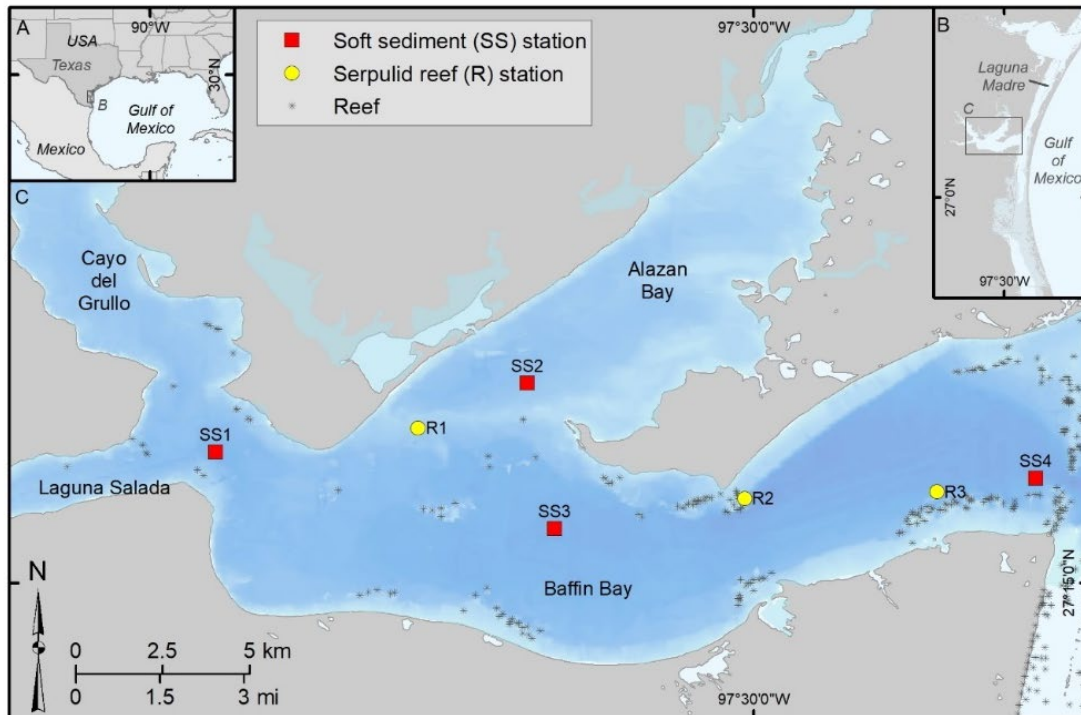 A
90°W
USA
Texas
30°N
B
Gulf of
Mexico
Mexico
Soft sediment (SS) station
Serpulid reef (R) station
Reef
97°30'0"W
B
Laguna
Madre
C
Gulf
of
Mexico
27°0'N
97°30'W
C
Cayo
del
Grullo
Alazan
Bay
SS2
R1
SS1
Laguna Salada
SS4
R2
R3
SS3
Baffin Bay
N
0 2.5 5 km
0 1.5 3 mi
97°30'0"W
27°15'0"N